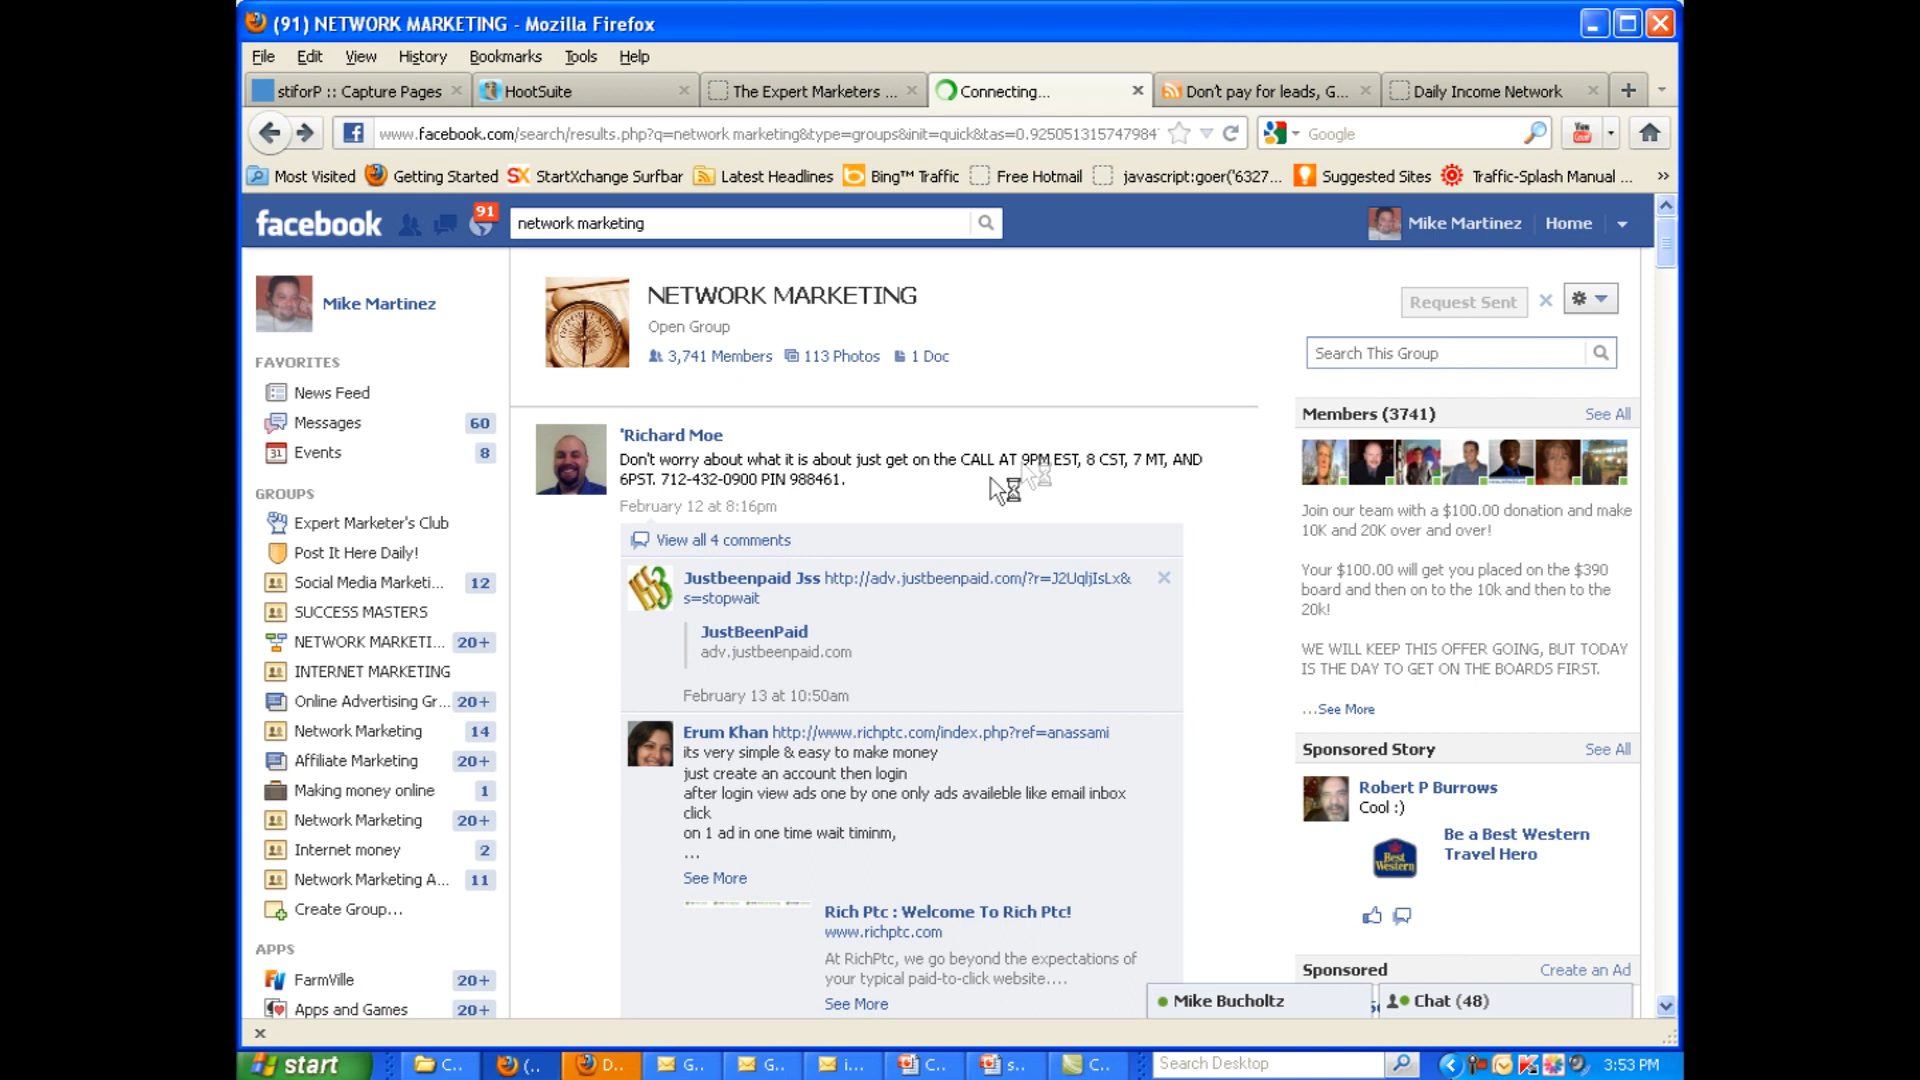 (91) NETWORK MARKETING - Mozilla Firefox
File Edit View History Bookmarks Tools Help
stiforP :: Capture Pages
HootSuite
The Expert Marketers ...
Connecting...
Don't pay for leads, G...
Daily Income Network
www.facebook.com/search/results.php?q=network marketing&type=groups&init=quick&tas=0.925051315747984
Google
Most Visited Getting Started StartXchange Surfbar Latest Headlines Bing™ Traffic Free Hotmail javascript:goer('6327... Suggested Sites Traffic-Splash Manual ... »
facebook
91
network marketing
Mike Martinez Home
Mike Martinez
FAVORITES
News Feed
Messages 60
Events 8
GROUPS
Expert Marketer's Club
Post It Here Daily!
Social Media Marketi... 12
SUCCESS MASTERS
NETWORK MARKETI... 20+
INTERNET MARKETING
Online Advertising Gr... 20+
Network Marketing 14
Affiliate Marketing 20+
Making money online 1
Network Marketing 20+
Internet money 2
Network Marketing A... 11
Create Group...
APPS
FarmVille 20+
Apps and Games 20+
NETWORK MARKETING
Open Group
3,741 Members 113 Photos 1 Doc
Request Sent
Search This Group
'Richard Moe
Don't worry about what it is about just get on the CALL AT 9PM EST, 8 CST, 7 MT, AND
6PST. 712-432-0900 PIN 988461.
February 12 at 8:16pm
View all 4 comments
Justbeenpaid Jss http://adv.justbeenpaid.com/?r=J2UqljIsLx&
s=stopwait
JustBeenPaid
adv.justbeenpaid.com
February 13 at 10:50am
Erum Khan http://www.richptc.com/index.php?ref=anassami
its very simple & easy to make money
just create an account then login
after login view ads one by one only ads availeble like email inbox
click
on 1 ad in one time wait timinm,
...
See More
Rich Ptc : Welcome To Rich Ptc!
www.richptc.com
At RichPtc, we go beyond the expectations of
your typical paid-to-click website....
See More
Members (3741) See All
Join our team with a $100.00 donation and make
10K and 20K over and over!
Your $100.00 will get you placed on the $390
board and then on to the 10k and then to the
20k!
WE WILL KEEP THIS OFFER GOING, BUT TODAY
IS THE DAY TO GET ON THE BOARDS FIRST.
...See More
Sponsored Story See All
Robert P Burrows
Cool :)
Best Western
Be a Best Western
Travel Hero
Sponsored Create an Ad
Mike Bucholtz
Chat (48)
start
C... (.. D... G... G... i... C... s... C...
Search Desktop
3:53 PM